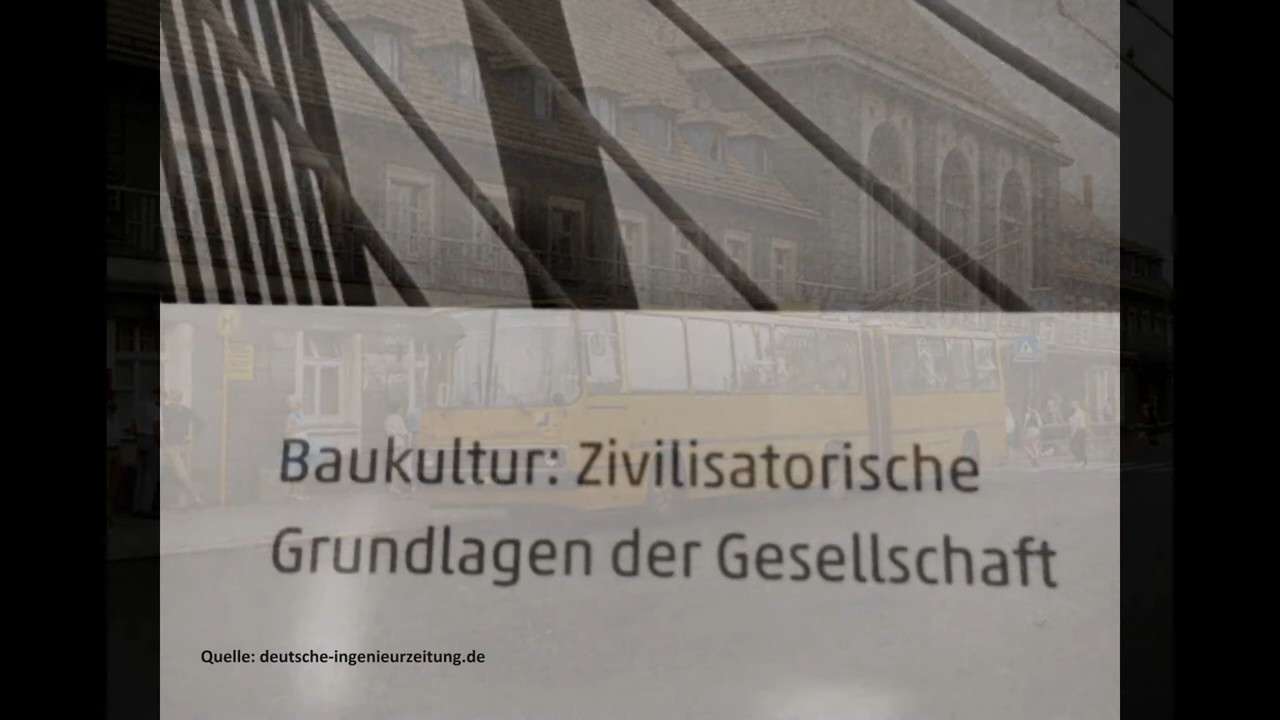 Baukultur: Zivilisatorische
Grundlagen der Gesellschaft
Quelle: deutsche-ingenieurzeitung.de